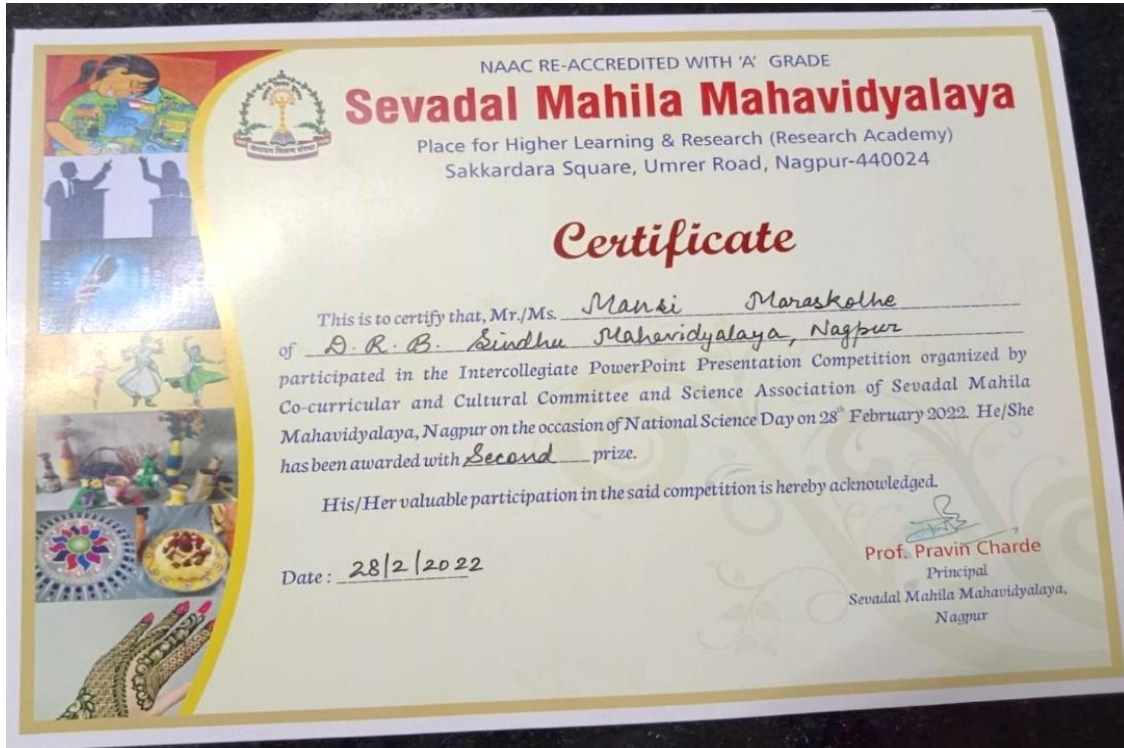 NAAC RE-ACCREDITED WITH 'A' GRADE
Sevadal Mahila Mahavidyalaya
Place for Higher Learning & Research (Research Academy)
Sakkardara Square, Umrer Road, Nagpur-440024
Certificate
This is to certify that, Mr./Ms. Mansi Maraskolhe
of D. R. B. Sindhu Mahavidyalaya, Nagpur
participated in the Intercollegiate PowerPoint Presentation Competition organized by
Co-curricular and Cultural Committee and Science Association of Sevadal Mahila
Mahavidyalaya, Nagpur on the occasion of National Science Day on 28th February 2022. He/She
has been awarded with Second prize.
His/Her valuable participation in the said competition is hereby acknowledged.
Date : 28/2/2022
Prof. Pravin Charde
Principal
Sevadal Mahila Mahavidyalaya,
Nagpur